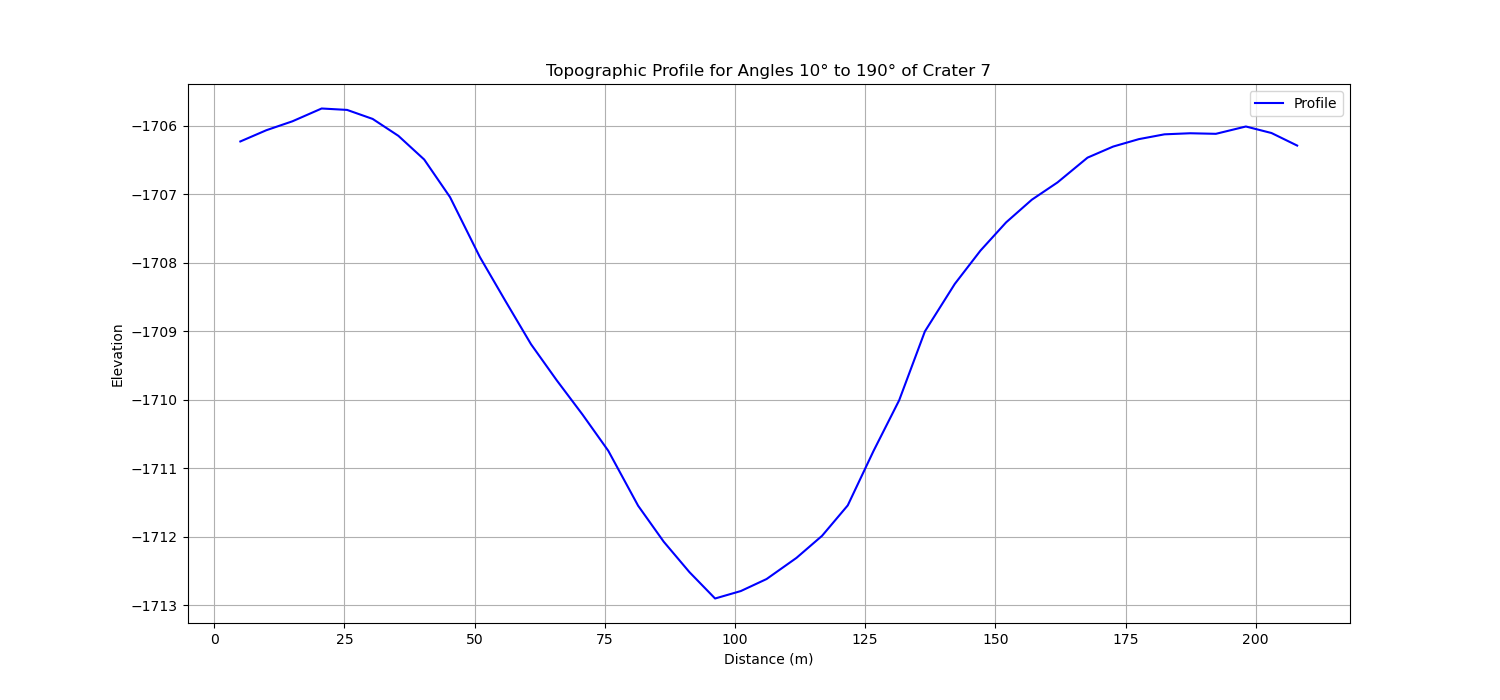 Topographic Profile for Angles 10° to 190° of Crater 7
Profile
−1706
−1707
−1708
−1709
−1710
−1711
−1712
−1713
Elevation
0 25 50 75 100 125 150 175 200
Distance (m)